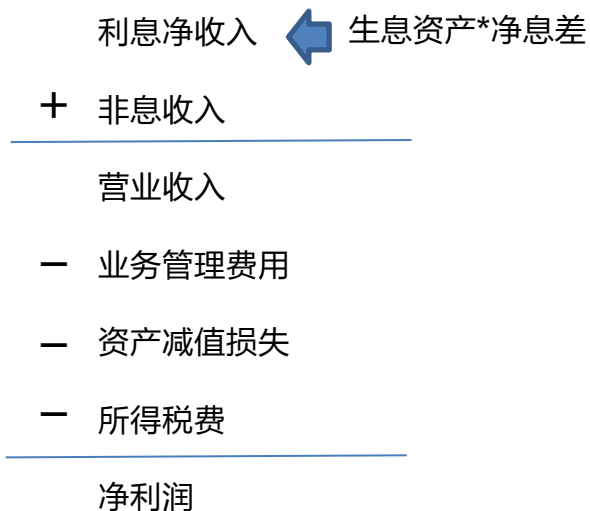 利息净收入 生息资产*净息差
+ 非息收入
营业收入
– 业务管理费用
– 资产减值损失
– 所得税费
净利润